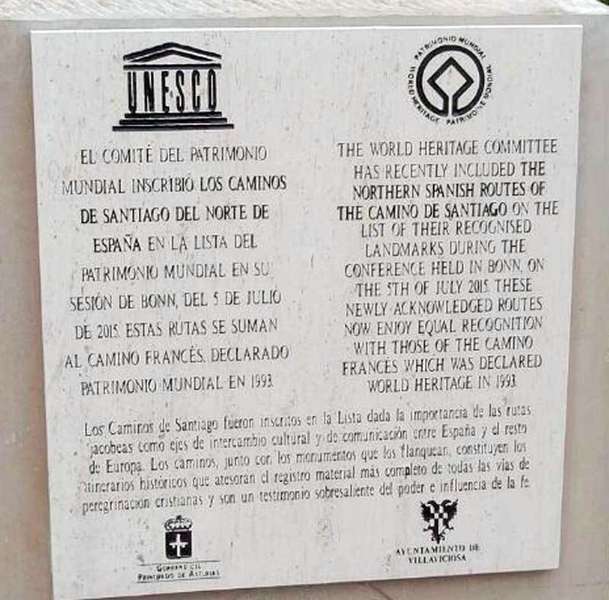 UNESCO
EL COMITÉ DEL PATRIMONIO
MUNDIAL INSCRIBIÓ LOS CAMINOS
DE SANTIAGO DEL NORTE DE
ESPAÑA EN LA LISTA DEL
PATRIMONIO MUNDIAL EN SU
SESIÓN DE BONN, DEL 5 DE JULIO
DE 2015. ESTAS RUTAS SE SUMAN
AL CAMINO FRANCÉS, DECLARADO
PATRIMONIO MUNDIAL EN 1993.
PATRIMONIO MUNDIAL
WORLD HERITAGE
PATRIMOINE MONDIAL
THE WORLD HERITAGE COMMITTEE
HAS RECENTLY INCLUDED THE
NORTHERN SPANISH ROUTES OF
THE CAMINO DE SANTIAGO ON THE
LIST OF THEIR RECOGNISED
LANDMARKS DURING THE
CONFERENCE HELD IN BONN, ON
THE 5TH OF JULY 2015. THESE
NEWLY ACKNOWLEDGED ROUTES
NOW ENJOY EQUAL RECOGNITION
WITH THOSE OF THE CAMINO
FRANCÉS WHICH WAS DECLARED
WORLD HERITAGE IN 1993.
Los Caminos de Santiago fueron inscritos en la Lista dada la importancia de las rutas
jacobeas como ejes de intercambio cultural y de comunicación entre España y el resto
de Europa. Los caminos, junto con los monumentos que los flanquean, constituyen los
itinerarios históricos que atesoran el registro material más completo de todas las vías de
peregrinación cristianas y son un testimonio sobresaliente del poder e influencia de la fe.
GOBIERNO DEL
PRINCIPADO DE ASTURIAS
AYUNTAMIENTO DE
VILLAVICIOSA